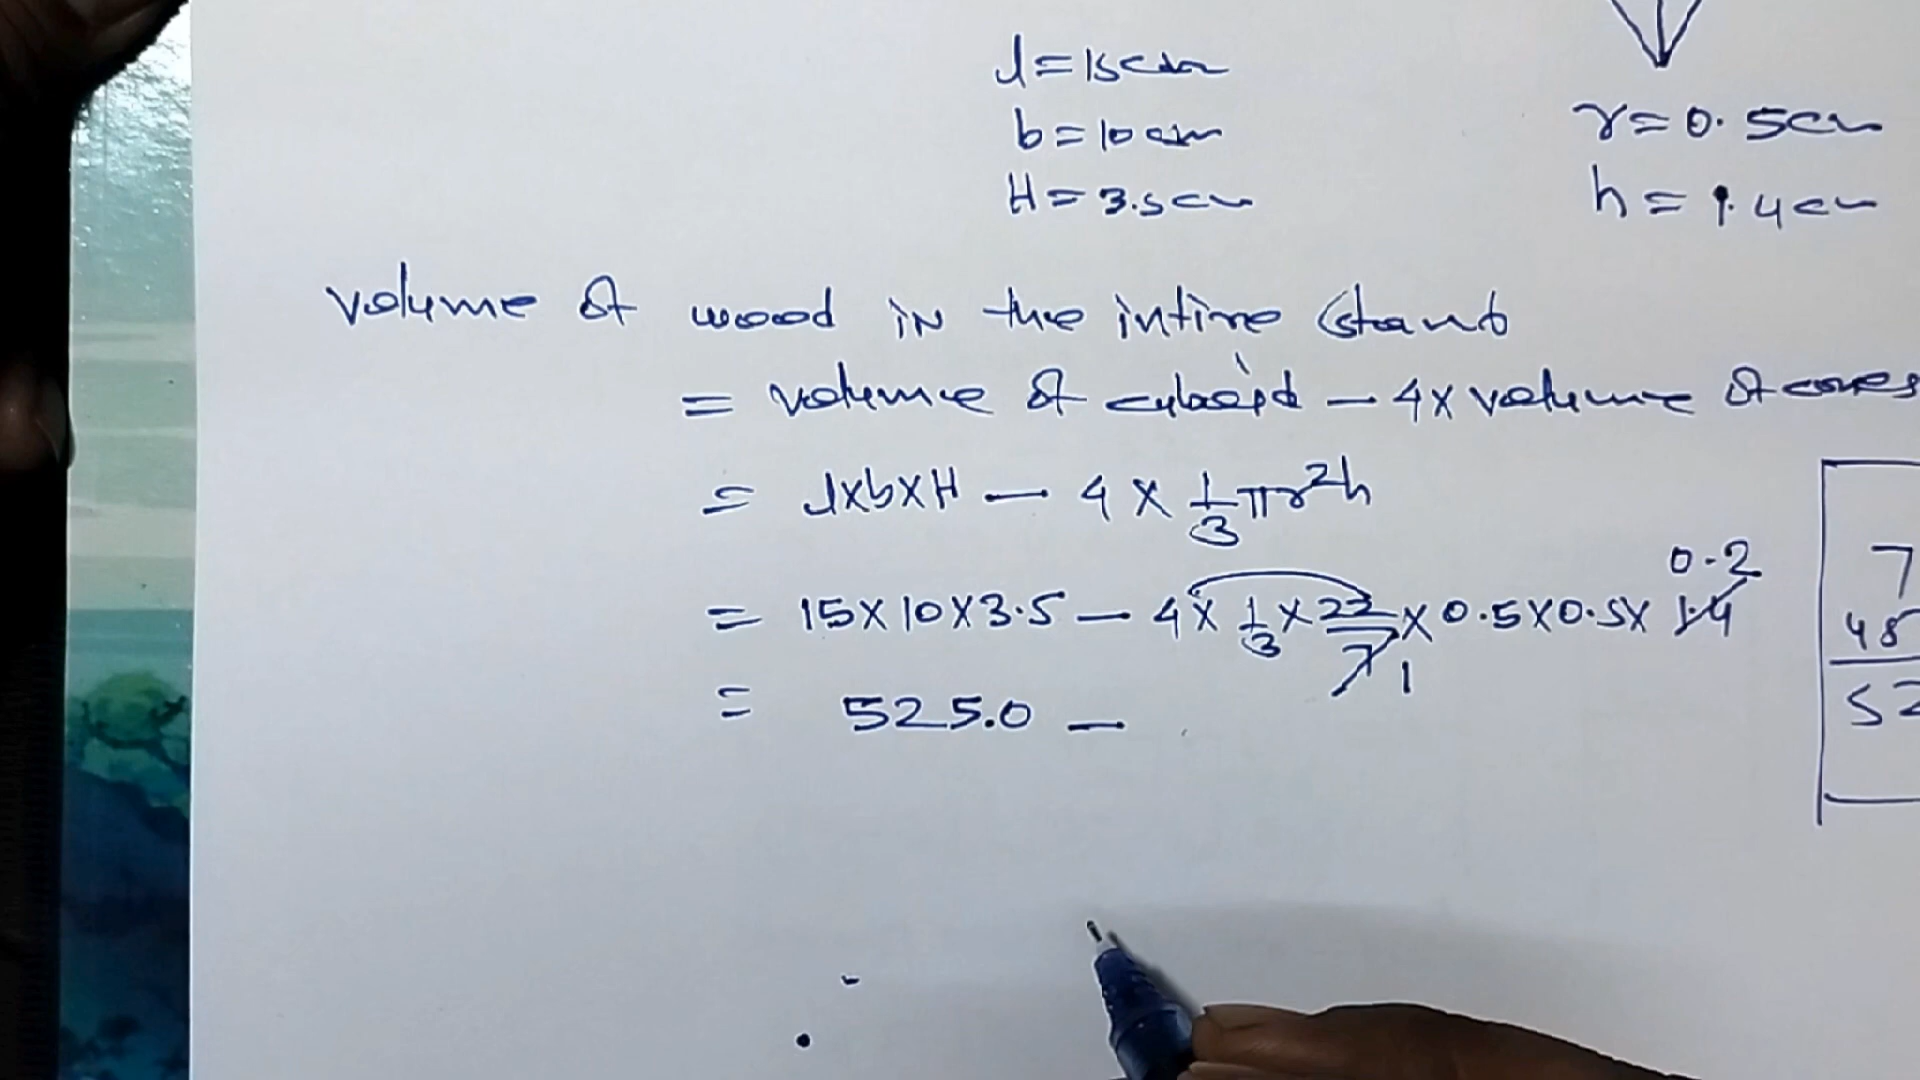 l = 15cm
b = 10cm
H = 3.5cm
r = 0.5cm
h = 1.4cm
volume of wood in the intire stand
= volume of cuboid - 4x volume of cones
= lxbxH - 4 x 1/3 πr²h
0.2
= 15 x 10 x 3.5 - 4 x 1/3 x 22/7 x 0.5 x 0.5 x 1.4
1
= 525.0 -
7
48
52